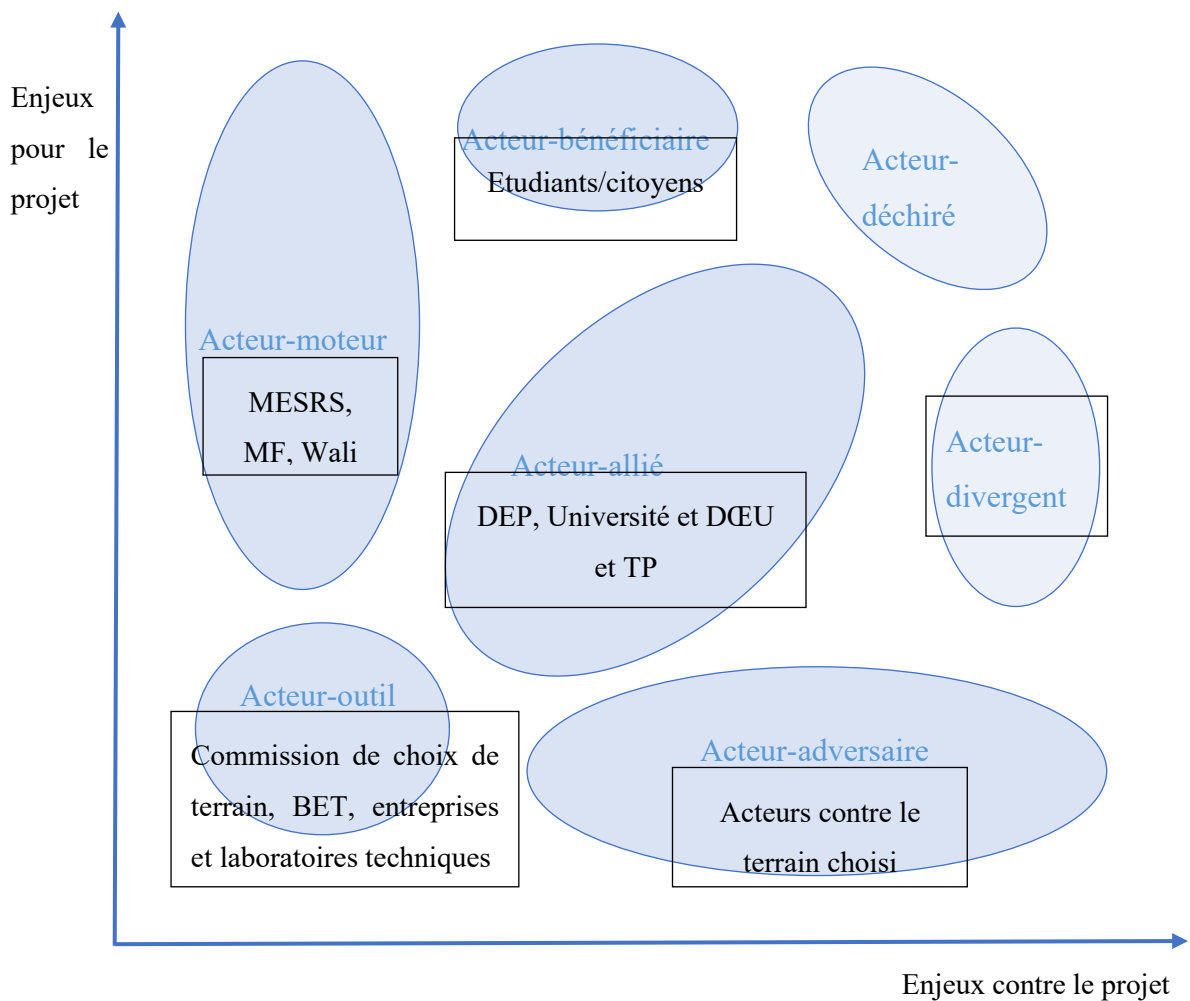 Enjeux
pour le
projet
Acteur-bénéficiaire
Etudiants/citoyens
Acteur-
déchiré
Acteur-moteur
MESRS,
MF, Wali
Acteur-allié
DEP, Université et DŒU
et TP
Acteur-
divergent
Acteur-outil
Commission de choix de
terrain, BET, entreprises
et laboratoires techniques
Acteur-adversaire
Acteurs contre le
terrain choisi
Enjeux contre le projet